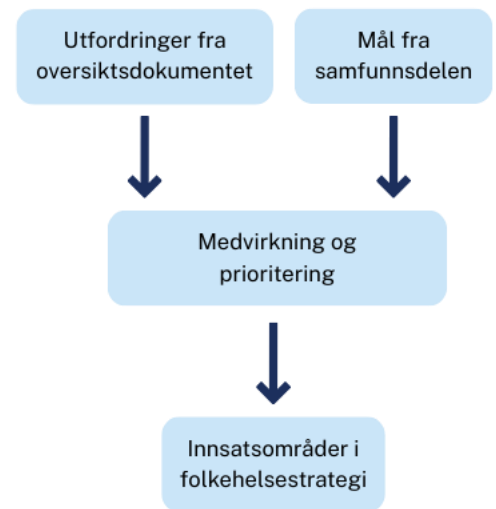 Utfordringer fra
oversiktsdokumentet
Mål fra
samfunnsdelen
Medvirkning og
prioritering
Innsatsområder i
folkehelsestrategi